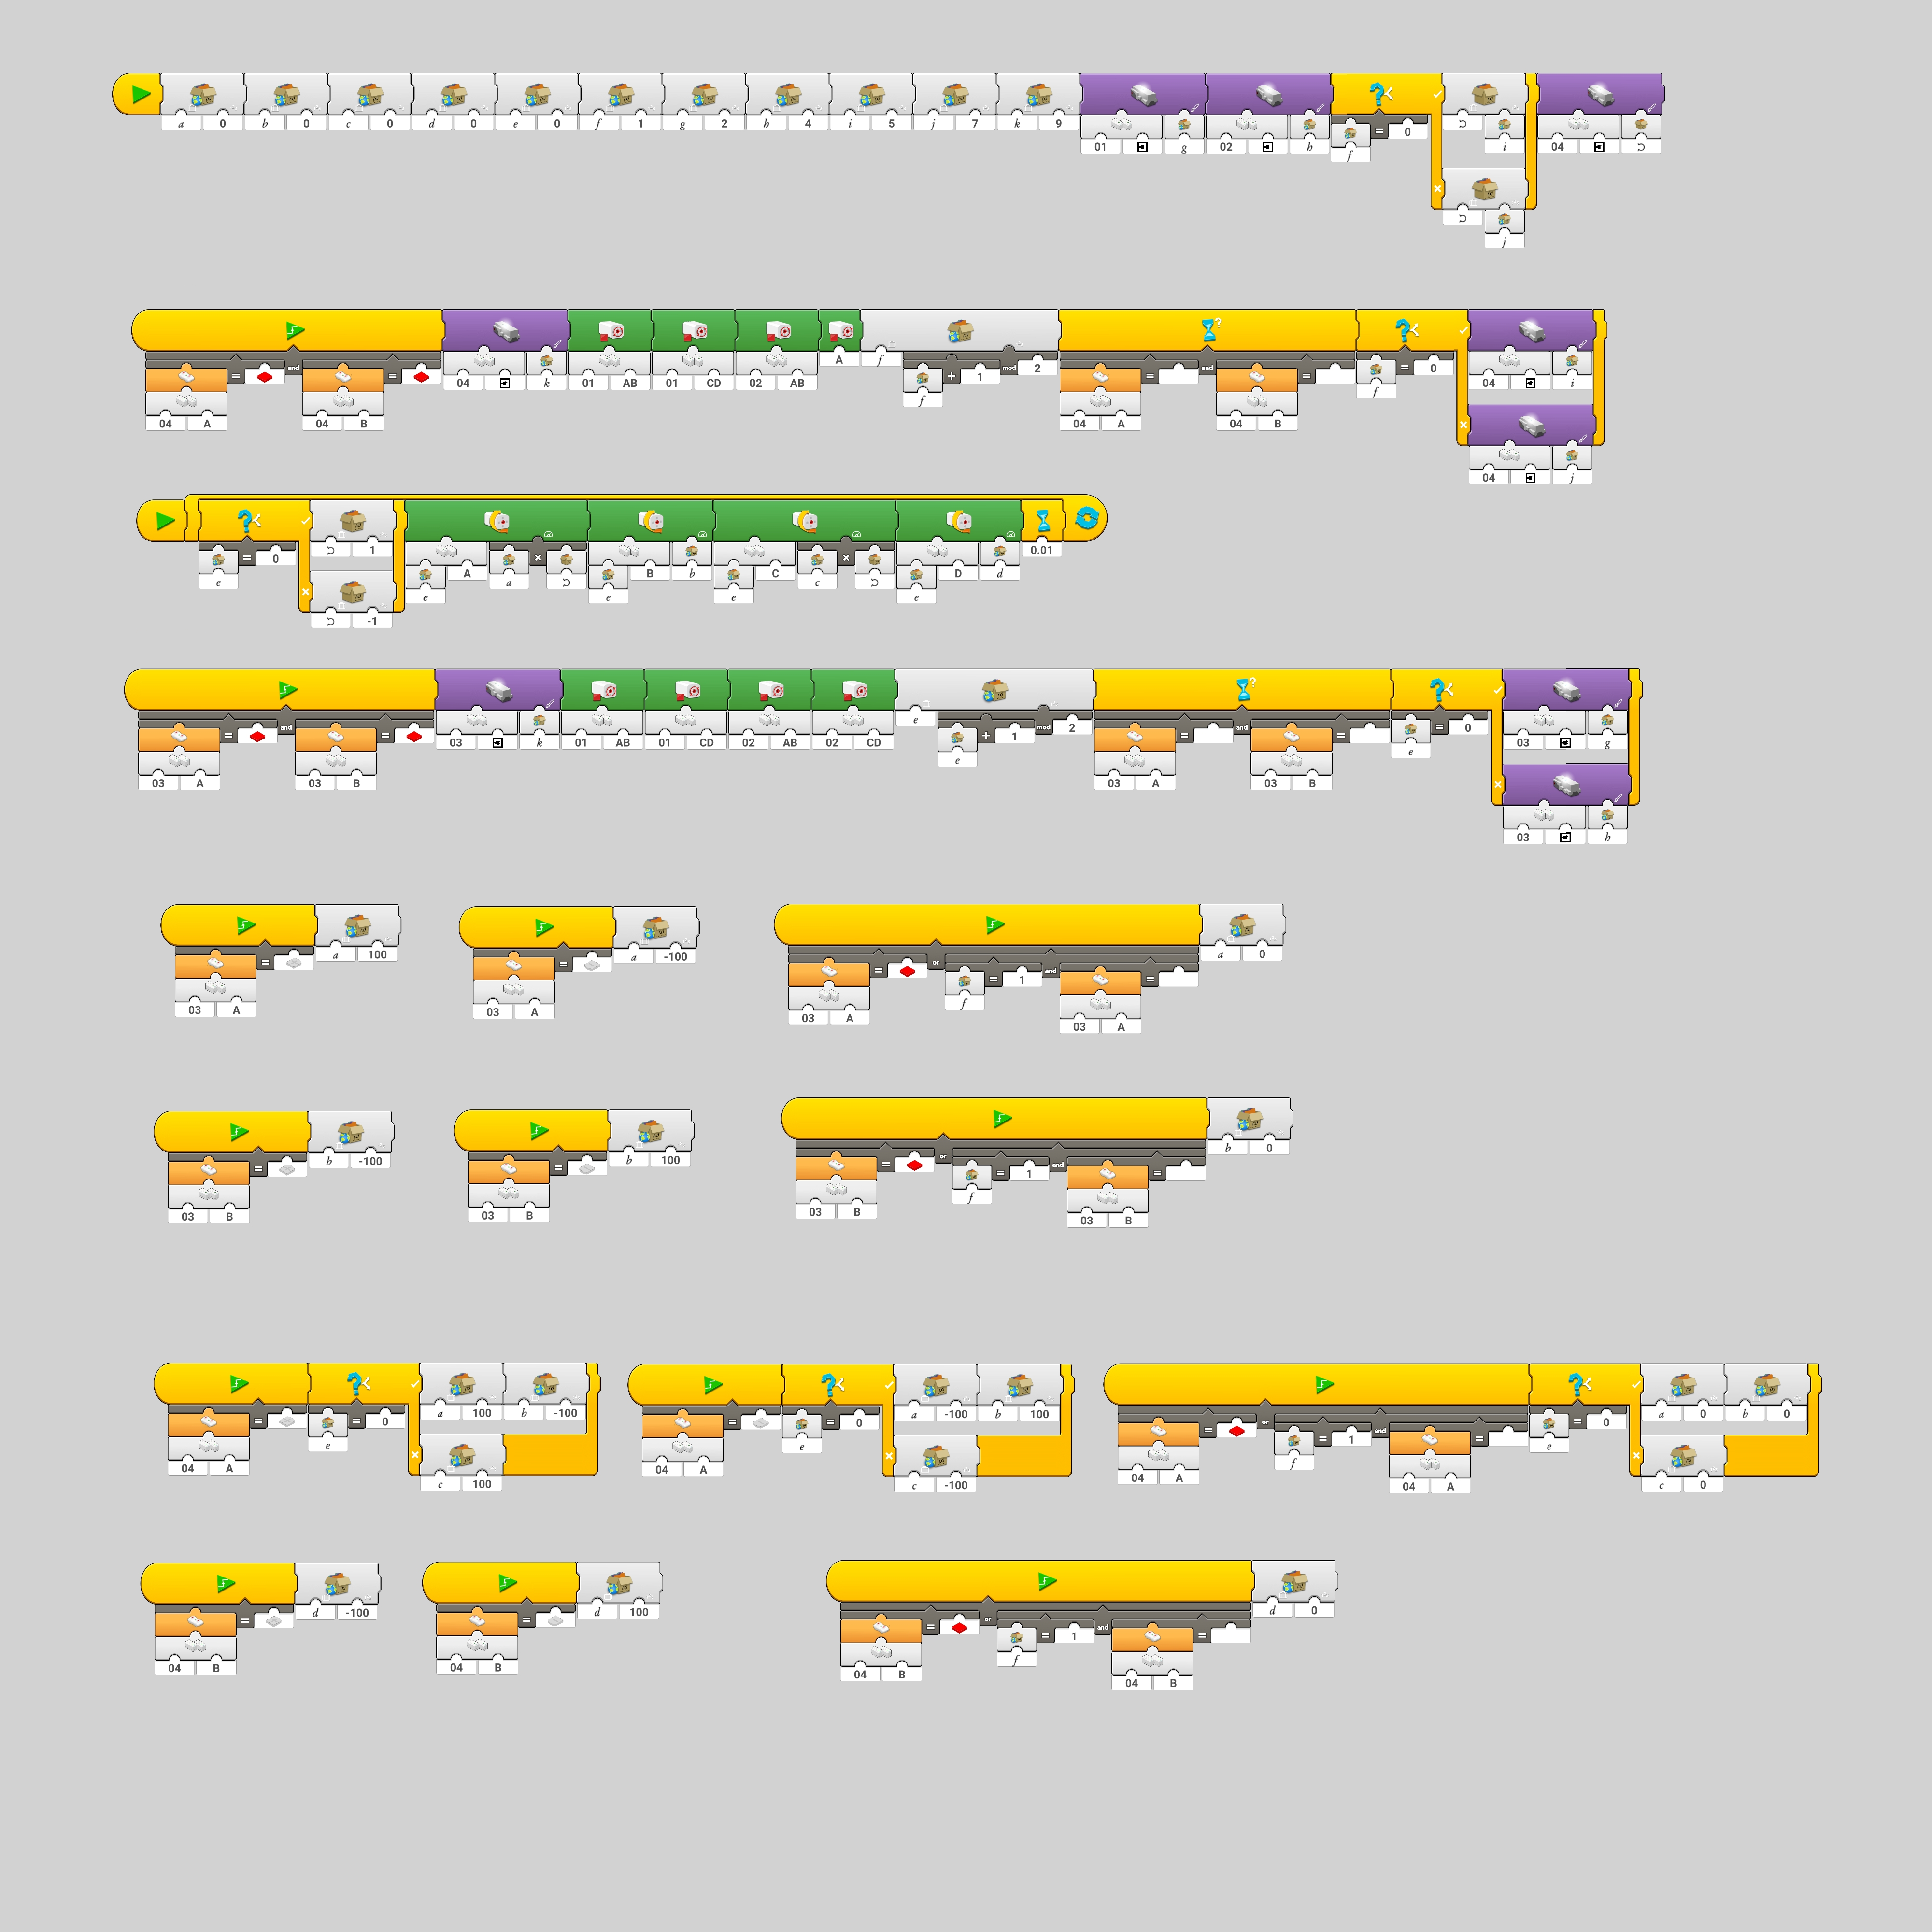 a 0 b 0 c 0 d 0 e 0 f 1 g 2 h 4 i 5 j 7 k 9
01 g 02 h f = 0 i 04
j
04 A = and 04 B = 04 k 01 AB 01 CD 02 AB A f f + 1 mod 2 04 A = and 04 B = f = 0 04 i
04 j
e = 0 1 e A a × e B b e C c × e D d 0.01
-1
03 A = and 03 B = 03 k 01 AB 01 CD 02 AB 02 CD e e + 1 mod 2 03 A = and 03 B = e = 0 03 g
03 h
03 A = a 100
03 A = a -100
03 A = or f = 1 and 03 A = a 0
03 B = b -100
03 B = b 100
03 B = or f = 1 and 03 B = b 0
04 A = e = 0 a 100 b -100
c 100
04 A = e = 0 a -100 b 100
c -100
04 A = or f = 1 and 04 A = e = 0 a 0 b 0
c 0
04 B = d -100
04 B = d 100
04 B = or f = 1 and 04 B = d 0